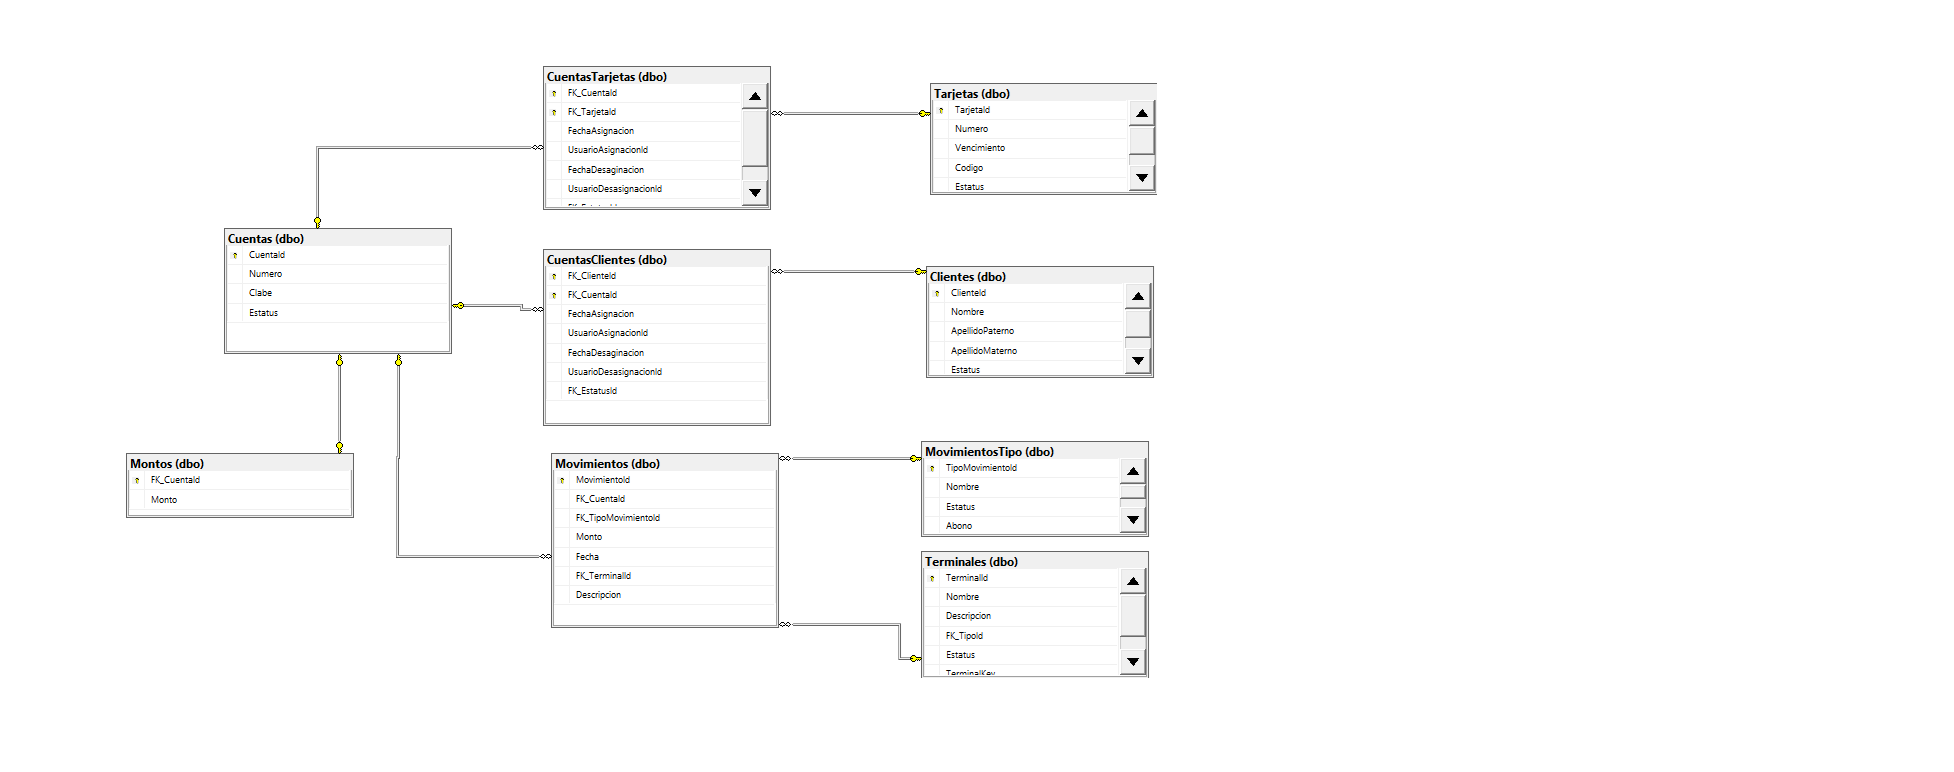 CuentasTarjetas (dbo)
FK_CuentaId
FK_TarjetaId
FechaAsignacion
UsuarioAsignacionId
FechaDesaginacion
UsuarioDesasignacionId
Tarjetas (dbo)
TarjetaId
Numero
Vencimiento
Codigo
Estatus
Cuentas (dbo)
CuentaId
Numero
Clabe
Estatus
CuentasClientes (dbo)
FK_ClienteId
FK_CuentaId
FechaAsignacion
UsuarioAsignacionId
FechaDesaginacion
UsuarioDesasignacionId
FK_EstatusId
Clientes (dbo)
ClienteId
Nombre
ApellidoPaterno
ApellidoMaterno
Estatus
Montos (dbo)
FK_CuentaId
Monto
Movimientos (dbo)
MovimientoId
FK_CuentaId
FK_TipoMovimientoId
Monto
Fecha
FK_TerminalId
Descripcion
MovimientosTipo (dbo)
TipoMovimientoId
Nombre
Estatus
Abono
Terminales (dbo)
TerminalId
Nombre
Descripcion
FK_TipoId
Estatus
TerminalKey